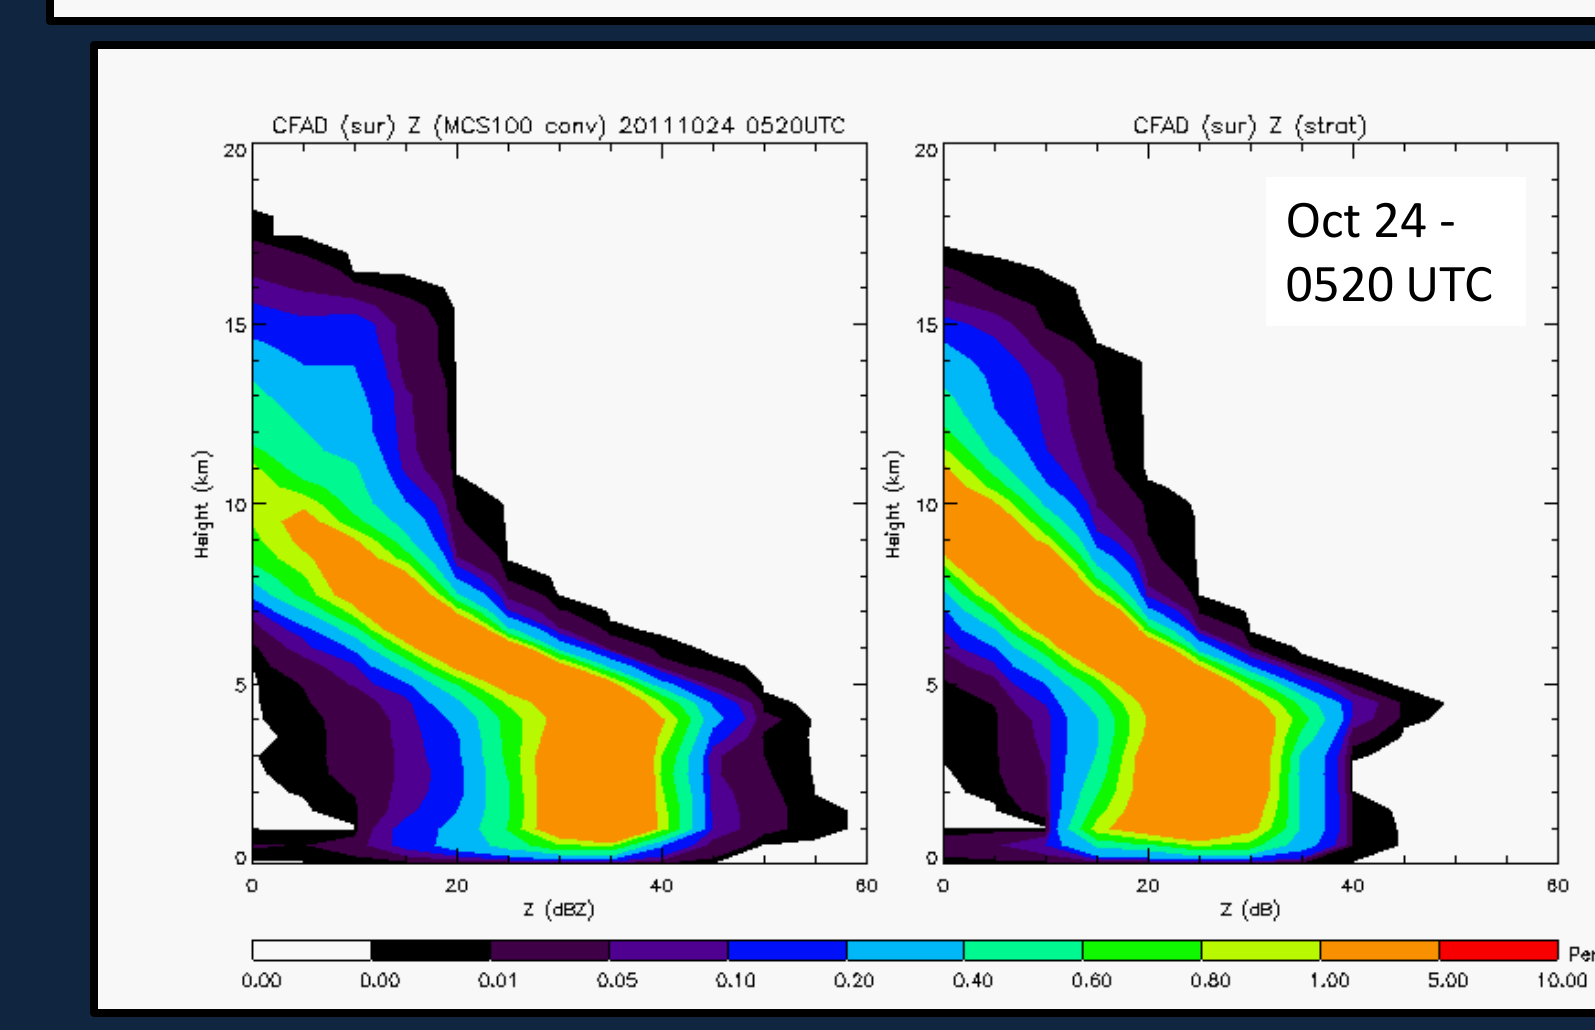 CFAD (sur) Z (MCS100 conv) 20111024 0520UTC
CFAD (sur) Z (strat)
Oct 24 -
0520 UTC
20
15
10
5
0
Height (km)
0 20 40 60
Z (dBZ)
20
15
10
5
0
Height (km)
0 20 40 60
Z (dB)
Per
0.00 0.00 0.01 0.05 0.10 0.20 0.40 0.60 0.80 1.00 5.00 10.00